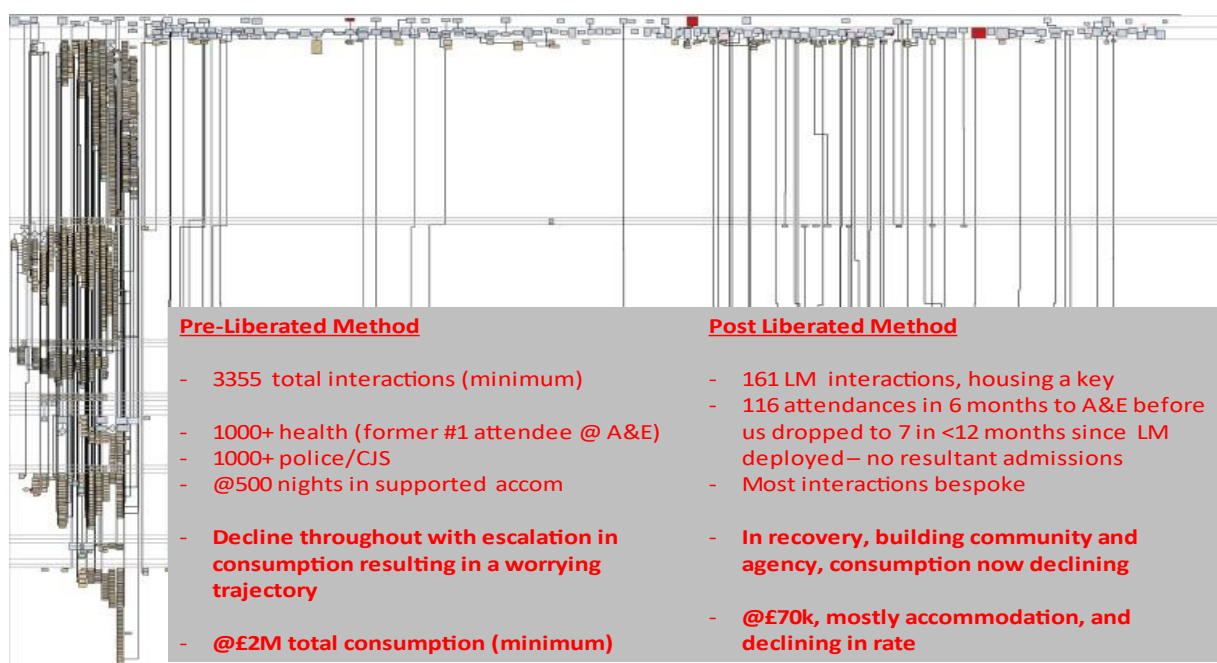 Pre-Liberated Method
- 3355 total interactions (minimum)
- 1000+ health (former #1 attendee @ A&E)
- 1000+ police/CJS
- @500 nights in supported accom
- Decline throughout with escalation in
consumption resulting in a worrying
trajectory
- @£2M total consumption (minimum)
Post Liberated Method
- 161 LM interactions, housing a key
- 116 attendances in 6 months to A&E before
us dropped to 7 in <12 months since LM
deployed – no resultant admissions
- Most interactions bespoke
- In recovery, building community and
agency, consumption now declining
- @£70k, mostly accommodation, and
declining in rate